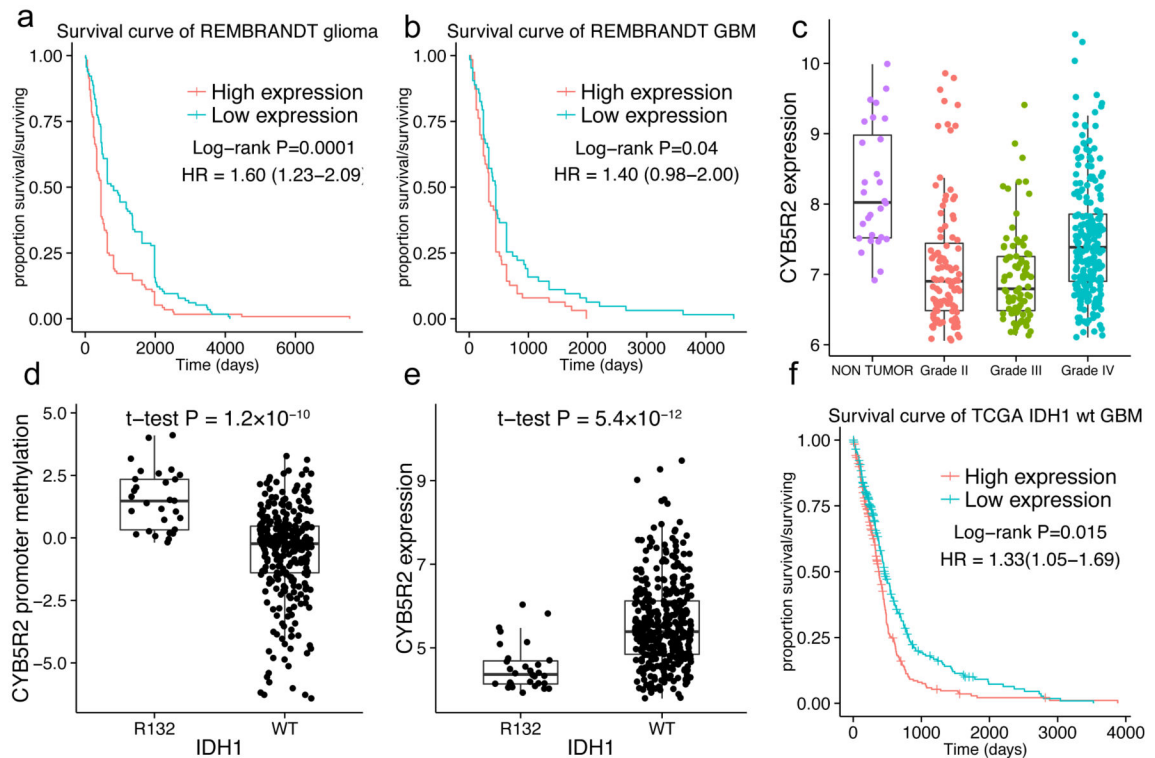 a
Survival curve of REMBRANDT glioma
proportion survival/surviving
1.00
0.75
0.50
0.25
0.00
High expression
Low expression
Log−rank P=0.0001
HR = 1.60 (1.23−2.09)
0 2000 4000 6000
Time (days)
b
Survival curve of REMBRANDT GBM
proportion survival/surviving
1.00
0.75
0.50
0.25
0.00
High expression
Low expression
Log−rank P=0.04
HR = 1.40 (0.98−2.00)
0 1000 2000 3000 4000
Time (days)
c
CYB5R2 expression
10
9
8
7
6
NON TUMOR Grade II Grade III Grade IV
d
CYB5R2 promoter methylation
5.0
2.5
0.0
−2.5
−5.0
t−test P = 1.2×10⁻¹⁰
R132 WT
IDH1
e
CYB5R2 expression
9
7
5
t−test P = 5.4×10⁻¹²
R132 WT
IDH1
f
Survival curve of TCGA IDH1 wt GBM
proportion survival/surviving
1.00
0.75
0.50
0.25
0.00
High expression
Low expression
Log−rank P=0.015
HR = 1.33(1.05−1.69)
0 1000 2000 3000 4000
Time (days)